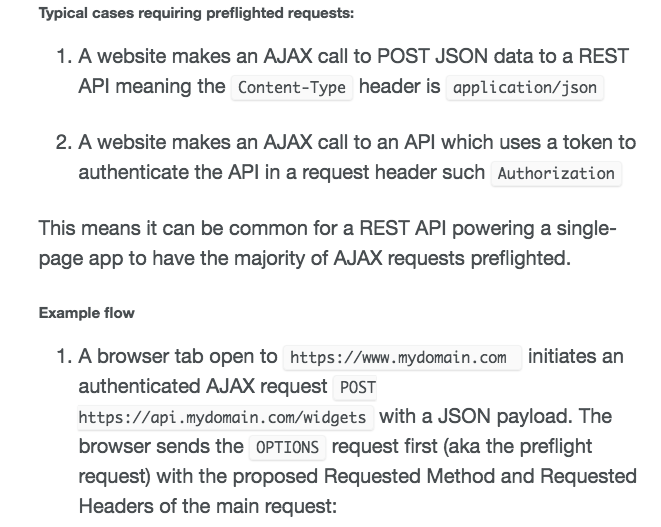 Typical cases requiring preflighted requests:
1. A website makes an AJAX call to POST JSON data to a REST
API meaning the Content-Type header is application/json
2. A website makes an AJAX call to an API which uses a token to
authenticate the API in a request header such Authorization
This means it can be common for a REST API powering a single-
page app to have the majority of AJAX requests preflighted.
Example flow
1. A browser tab open to https://www.mydomain.com initiates an
authenticated AJAX request POST
https://api.mydomain.com/widgets with a JSON payload. The
browser sends the OPTIONS request first (aka the preflight
request) with the proposed Requested Method and Requested
Headers of the main request: